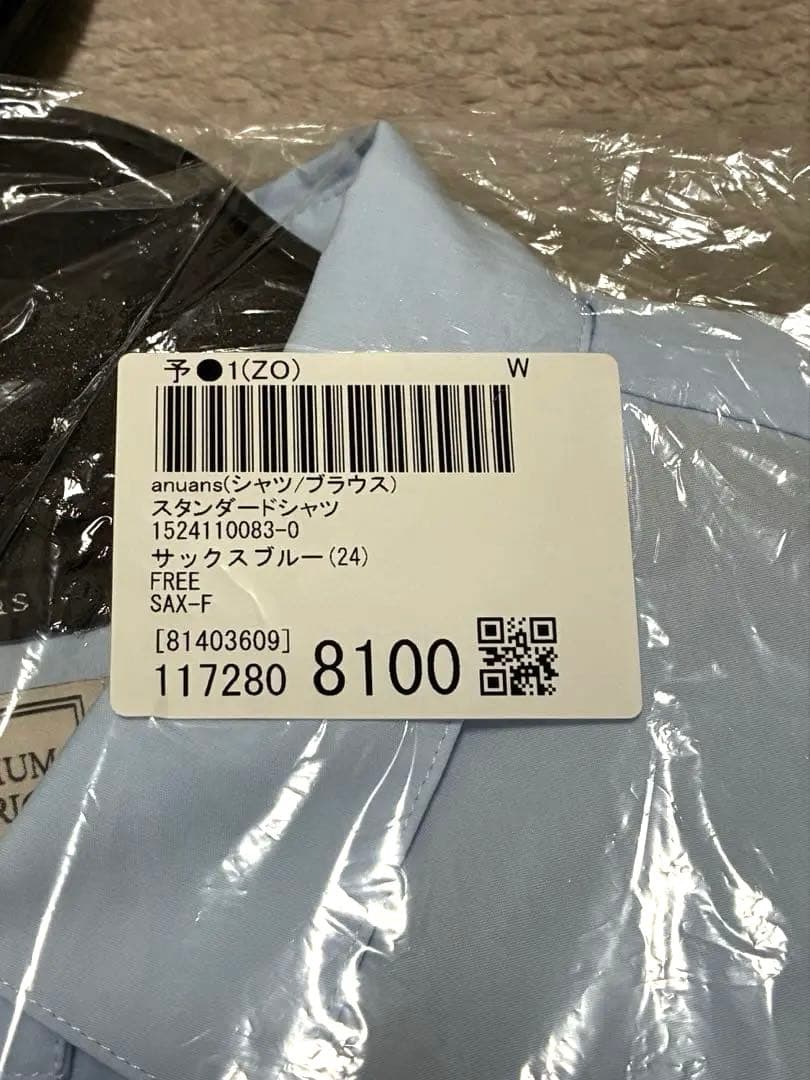 予●1(ZO) W
anuans(シャツ/ブラウス)
スタンダードシャツ
1524110083-0
サックスブルー(24)
FREE
SAX-F
[81403609]
117280 8100